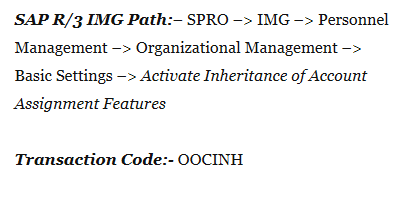 SAP R/3 IMG Path:– SPRO –> IMG –> Personnel
Management –> Organizational Management –>
Basic Settings –> Activate Inheritance of Account
Assignment Features
Transaction Code:- OOCINH